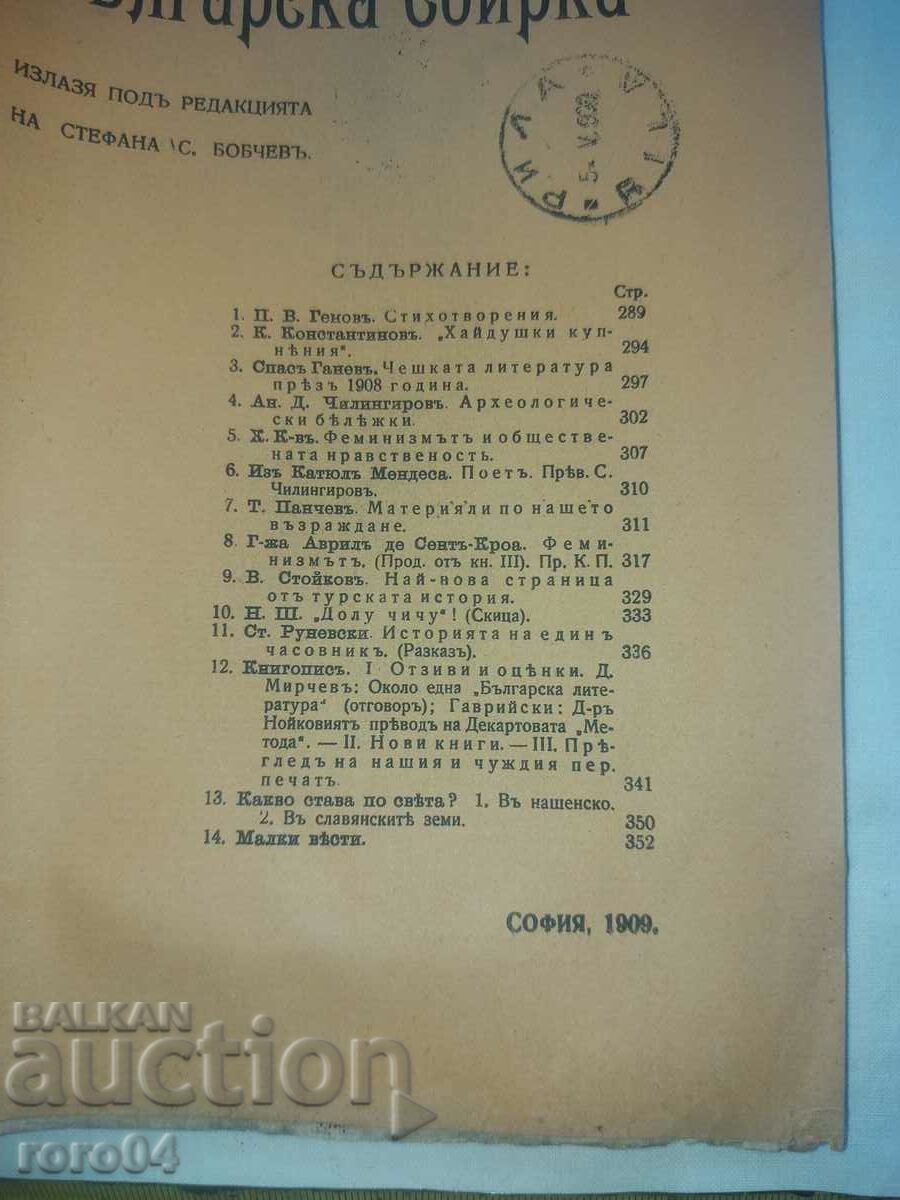 ългарска сбирка
ИЗЛАЗЯ ПОДЪ РЕДАКЦИЯТА
НА СТЕФАНА С. БОБЧЕВЪ.
РИЛА
5 V
СЪДЪРЖАНИЕ:
Стр.
1. П. В. Геновъ. Стихотворения. 289
2. К. Константиновъ. „Хайдушки куп-
нѣния“. 294
3. Спасъ Ганевъ. Чешката литература
прѣзъ 1908 година. 297
4. Ан. Д. Чилингировъ. Археологиче-
ски бѣлѣжки. 302
5. Х. К-въ. Феминизмътъ и обществе-
ната нравственость. 307
6. Изъ Катюлъ Мендеса. Поетъ. Прѣв. С.
Чилингировъ. 310
7. Т. Панчевъ. Материяли по нашето
възраждане. 311
8. Г-жа Аврилъ де Сентъ-Кроа. Феми-
низмътъ. (Прод. отъ кн. III). Пр. К. П. 317
9. В. Стойковъ. Най-нова страница
отъ турската история. 329
10. Н. Ш. „Долу чичу“! (Скица). 333
11. Ст. Руневски. Историята на единъ
часовникъ. (Разказъ). 336
12. Книгописъ. I Отзиви и оцѣнки. Д.
Мирчевъ: Около една „Българска лите-
ратура“ (отговоръ); Гаврийски: Д-ръ
Нойковиятъ прѣводъ на Декартовата „Ме-
тода“. — II. Нови книги. — III. Прѣ-
гледъ на нашия и чуждия пер.
печатъ. 341
13. Какво става по свѣта? 1. Въ нашенско.
2. Въ славянскитѣ земи. 350
14. Малки вѣсти. 352
СОФИЯ, 1909.
BALKAN
auction
roro04